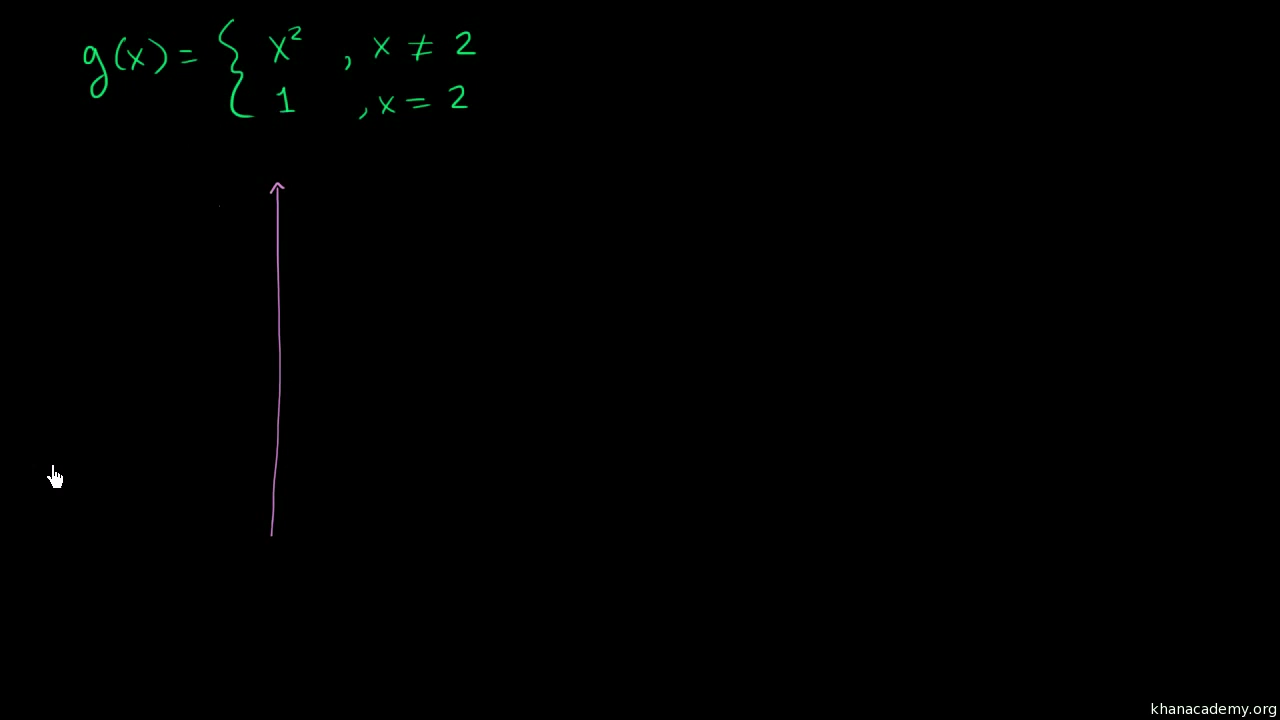 g(x) = { x² , x ≠ 2
1 , x = 2
khanacademy.org